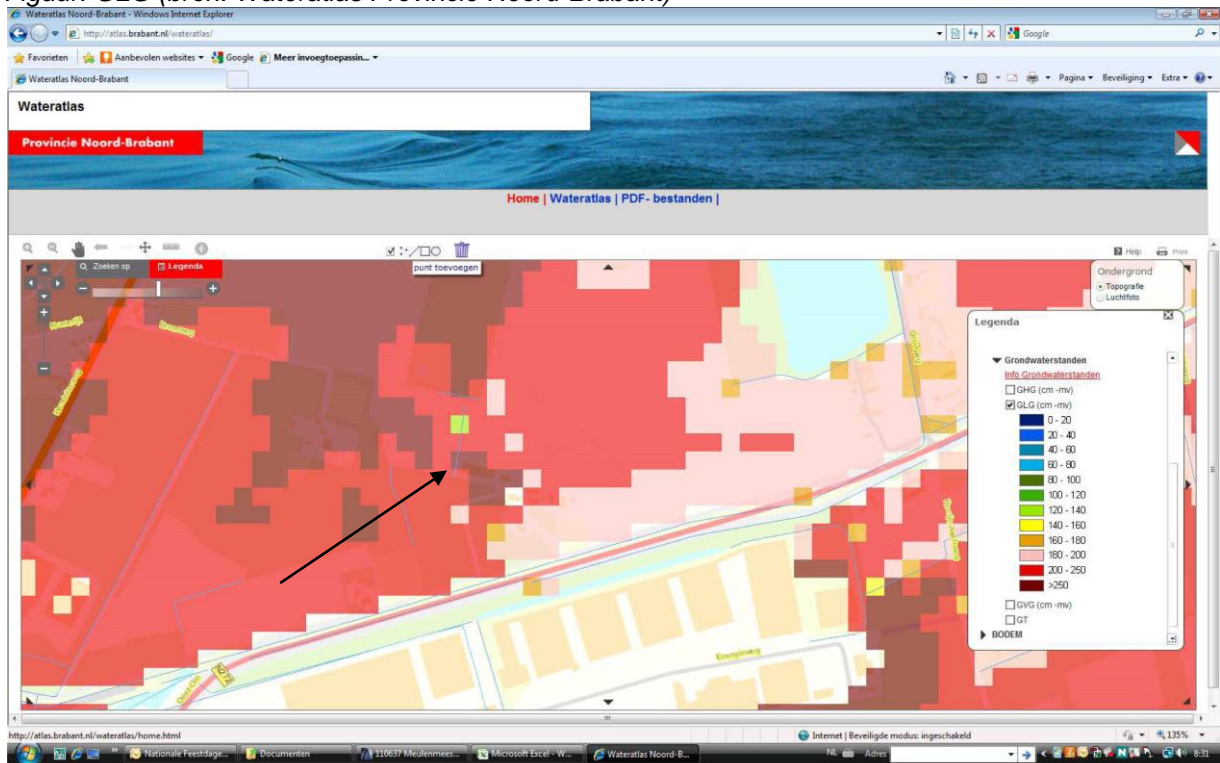 Figuur: GLG (bron: Wateratlas Provincie Noord-Brabant)
Wateratlas Noord-Brabant - Windows Internet Explorer
http://atlas.brabant.nl/wateratlas/
Google
Favorieten
Aanbevolen websites
Google
Meer invoegtoepassin...
Wateratlas Noord-Brabant
Pagina
Beveiliging
Extra
Wateratlas
Provincie Noord-Brabant
Home | Wateratlas | PDF- bestanden |
Help
Print
punt toevoegen
Zoeken op
Legenda
Ondergrond
Topografie
Luchtfoto
Legenda
Grondwaterstanden
Info Grondwaterstanden
GHG (cm -mv)
GLG (cm -mv)
0 - 20
20 - 40
40 - 60
60 - 80
80 - 100
100 - 120
120 - 140
140 - 160
160 - 180
180 - 200
200 - 250
>250
GVG (cm -mv)
GT
BODEM
N272
Energieweg
http://atlas.brabant.nl/wateratlas/home.html
Internet | Beveiligde modus: ingeschakeld
135%
Nationale Feestdage...
Documenten
110637 Meulenmees...
Microsoft Excel - W...
Wateratlas Noord-B...
NL
Adres
8:31